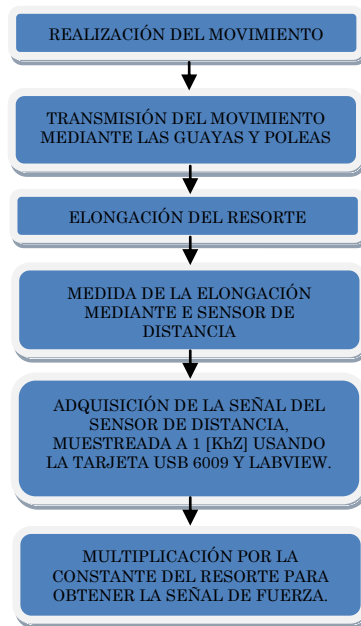 REALIZACIÓN DEL MOVIMIENTO
TRANSMISIÓN DEL MOVIMIENTO
MEDIANTE LAS GUAYAS Y POLEAS
ELONGACIÓN DEL RESORTE
MEDIDA DE LA ELONGACIÓN
MEDIANTE E SENSOR DE
DISTANCIA
ADQUISICIÓN DE LA SEÑAL DEL
SENSOR DE DISTANCIA,
MUESTREADA A 1 [KhZ] USANDO
LA TARJETA USB 6009 Y LABVIEW.
MULTIPLICACIÓN POR LA
CONSTANTE DEL RESORTE PARA
OBTENER LA SEÑAL DE FUERZA.